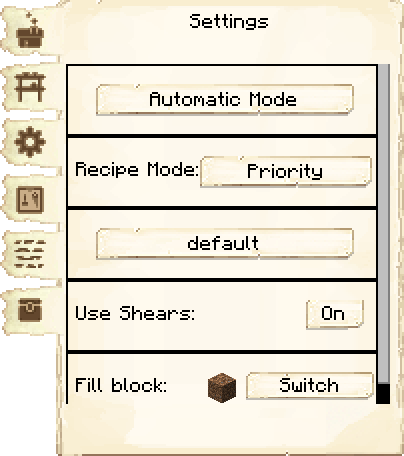 Settings
Automatic Mode
Recipe Mode: Priority
default
Use Shears: On
Fill block: Switch